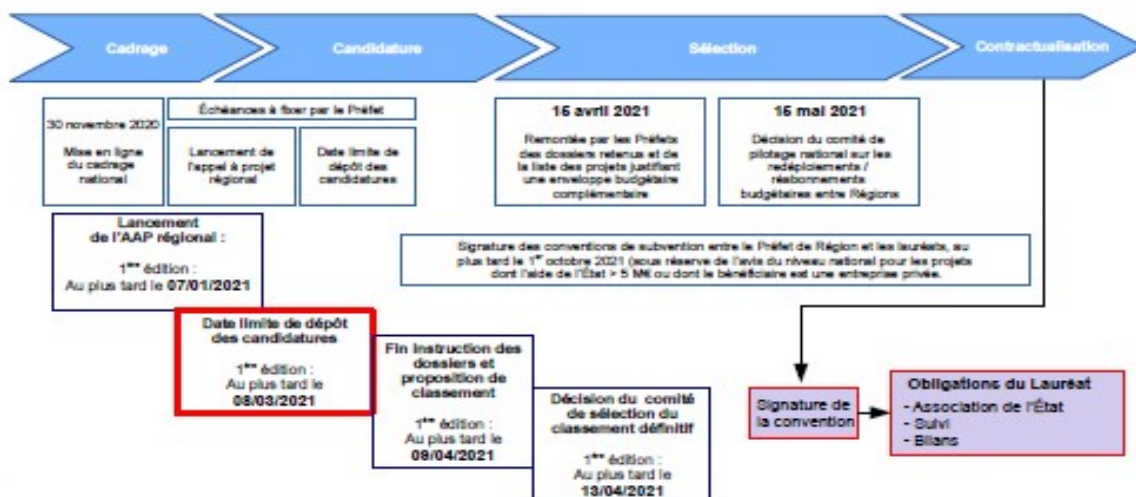 Cadrage
Candidature
Sélection
Contractualisation
30 novembre 2020
Mise en ligne
du cadrage
national
Échéances à fixer par le Préfet
Lancement de
l'appel à projet
régional
Date limite de
dépôt des
candidatures
15 avril 2021
Remontée par les Préfets
des dossiers retenus et de
la liste des projets justifiant
une enveloppe budgétaire
complémentaire
15 mai 2021
Décision du comité de
pilotage national sur les
redéploiements /
réabonnements
budgétaires entre Régions
Lancement
de l'AAP régional :
1ère édition :
Au plus tard le 07/01/2021
Signature des conventions de subvention entre le Préfet de Région et les lauréats, au
plus tard le 1er octobre 2021 (sous réserve de l'avis du niveau national pour les projets
dont l'aide de l'État > 5 M€ ou dont le bénéficiaire est une entreprise privée.
Date limite de dépôt
des candidatures
1ère édition :
Au plus tard le
08/03/2021
Fin instruction des
dossiers et
proposition de
classement
1ère édition :
Au plus tard le
09/04/2021
Décision du comité
de sélection du
classement définitif
1ère édition :
Au plus tard le
13/04/2021
Signature de
la convention
Obligations du Lauréat
- Association de l'État
- Suivi
- Bilans